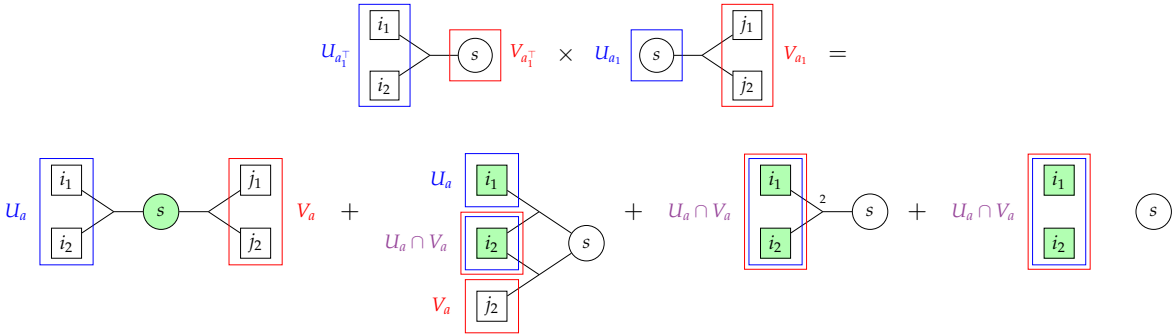 i₁ j₁
U_{a₁^⊤} s V_{a₁^⊤} × U_{a₁} s V_{a₁} =
i₂ j₂
i₁ j₁ U_a i₁ i₁ i₁
U_a s V_a + U_a ∩ V_a i₂ s + U_a ∩ V_a 2 s + U_a ∩ V_a s
i₂ j₂ i₂ i₂
V_a j₂